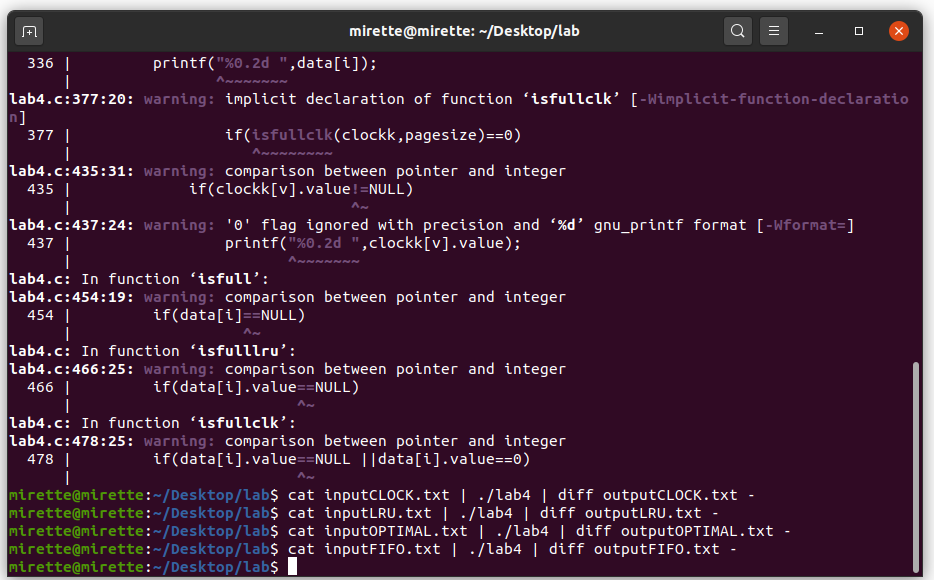 mirette@mirette: ~/Desktop/lab
336 |         printf("%0.2d ",data[i]);
|                ^~~~~~~~
lab4.c:377:20: warning: implicit declaration of function ‘isfullclk’ [-Wimplicit-function-declaratio
n]
377 |                 if(isfullclk(clockk,pagesize)==0)
|                    ^~~~~~~~~
lab4.c:435:31: warning: comparison between pointer and integer
435 |             if(clockk[v].value!=NULL)
|                               ^~
lab4.c:437:24: warning: '0' flag ignored with precision and ‘%d’ gnu_printf format [-Wformat=]
437 |                 printf("%0.2d ",clockk[v].value);
|                        ^~~~~~~~
lab4.c: In function ‘isfull’:
lab4.c:454:19: warning: comparison between pointer and integer
454 |         if(data[i]==NULL)
|                   ^~
lab4.c: In function ‘isfulllru’:
lab4.c:466:25: warning: comparison between pointer and integer
466 |         if(data[i].value==NULL)
|                         ^~
lab4.c: In function ‘isfullclk’:
lab4.c:478:25: warning: comparison between pointer and integer
478 |         if(data[i].value==NULL ||data[i].value==0)
|                         ^~
mirette@mirette:~/Desktop/lab$ cat inputCLOCK.txt | ./lab4 | diff outputCLOCK.txt -
mirette@mirette:~/Desktop/lab$ cat inputLRU.txt | ./lab4 | diff outputLRU.txt -
mirette@mirette:~/Desktop/lab$ cat inputOPTIMAL.txt | ./lab4 | diff outputOPTIMAL.txt -
mirette@mirette:~/Desktop/lab$ cat inputFIFO.txt | ./lab4 | diff outputFIFO.txt -
mirette@mirette:~/Desktop/lab$